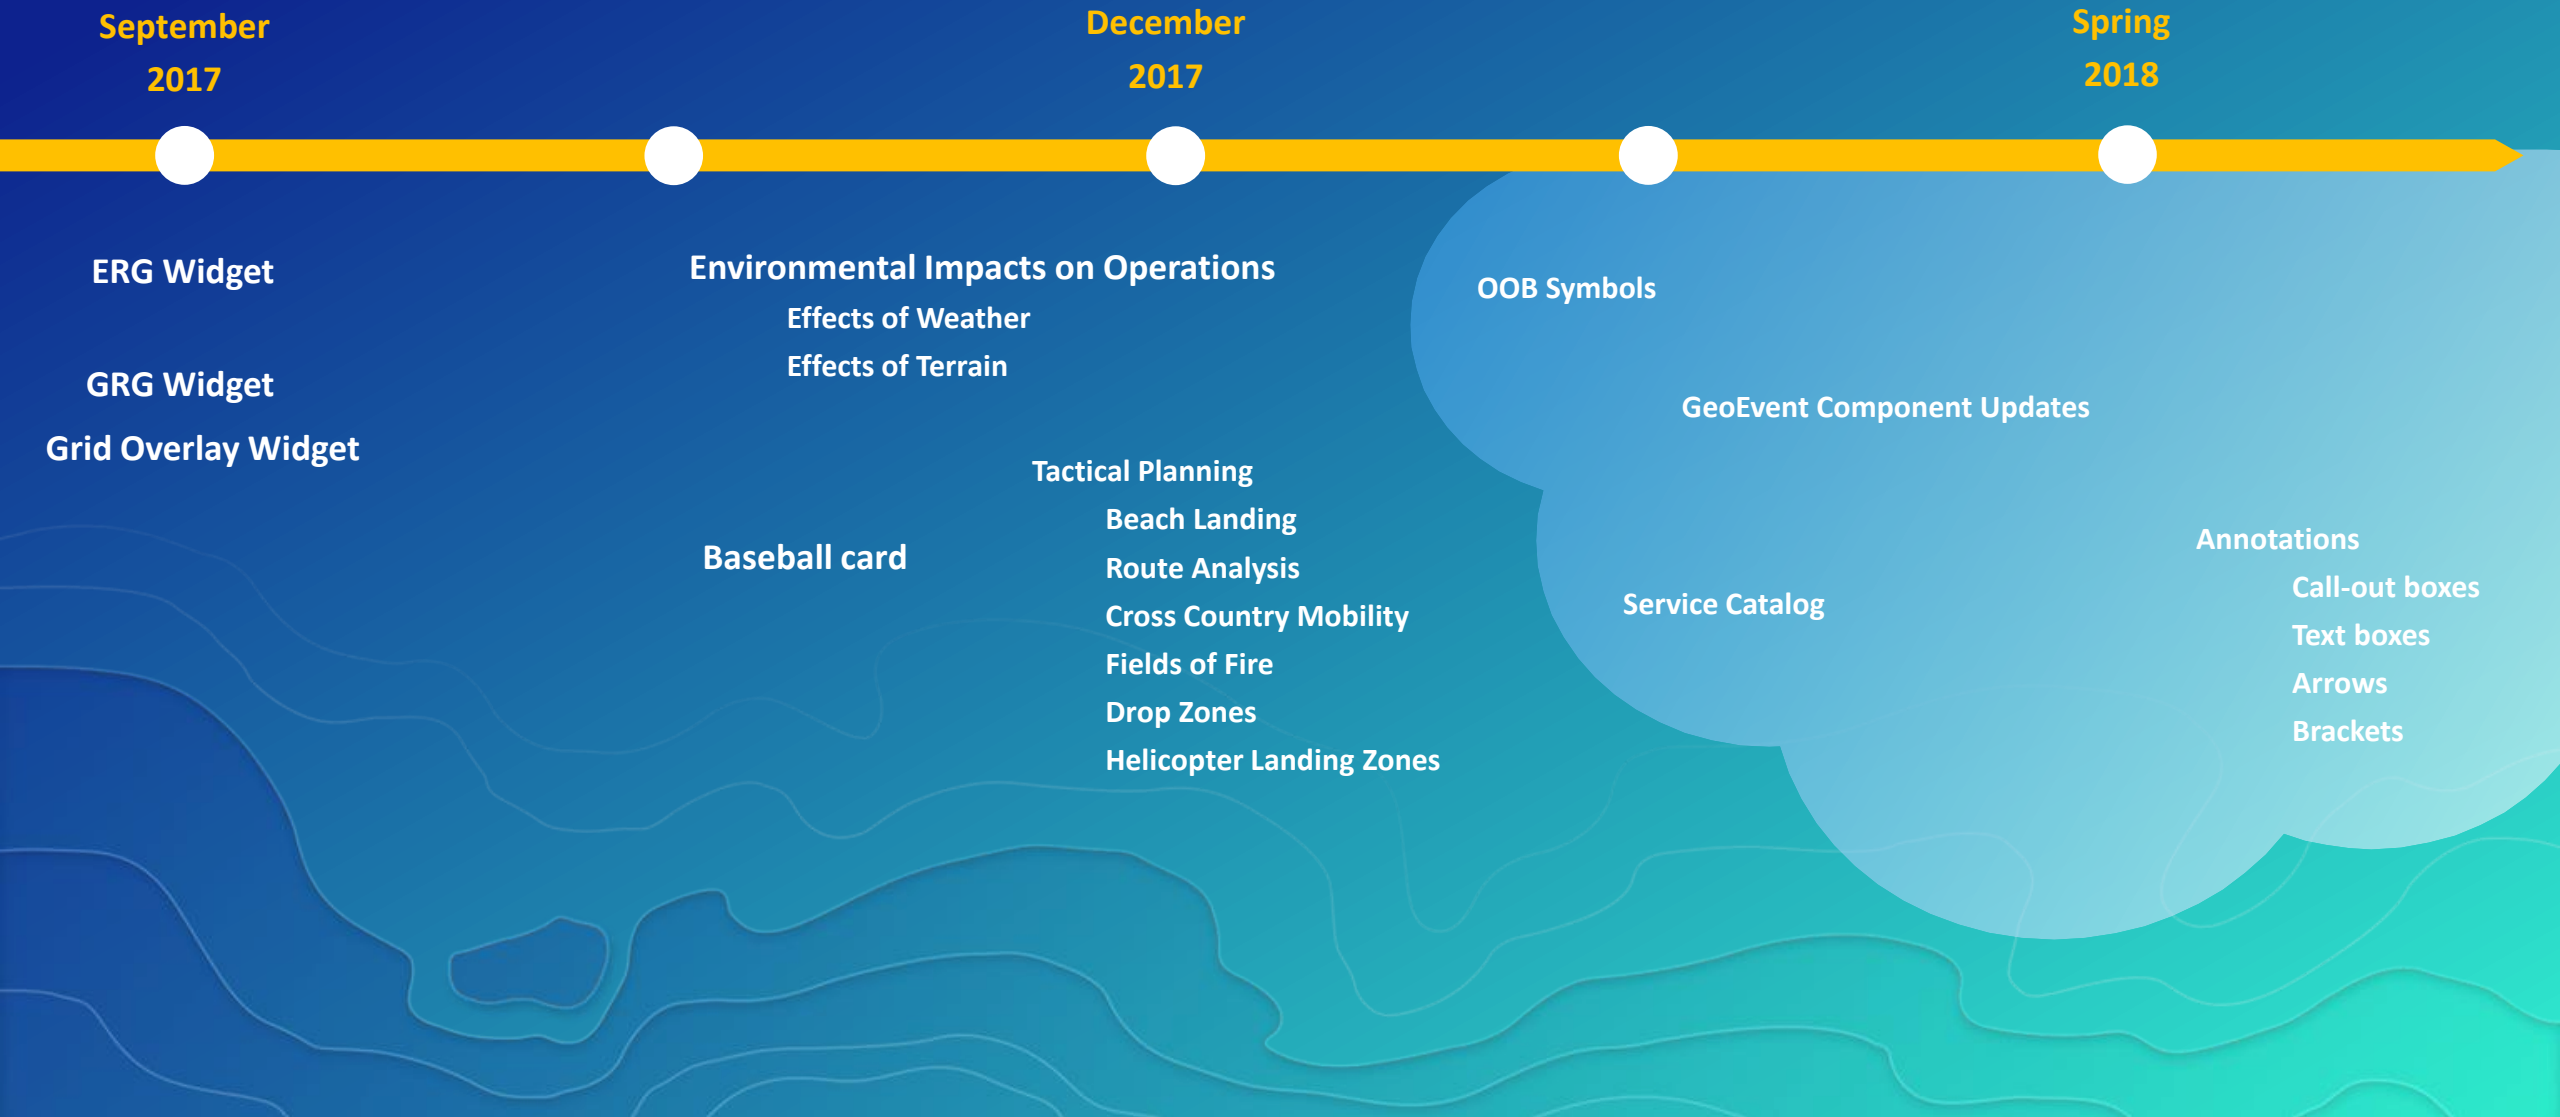 September
2017
December
2017
Spring
2018
ERG Widget
GRG Widget
Grid Overlay Widget
Environmental Impacts on Operations
Effects of Weather
Effects of Terrain
Baseball card
Tactical Planning
Beach Landing
Route Analysis
Cross Country Mobility
Fields of Fire
Drop Zones
Helicopter Landing Zones
OOB Symbols
GeoEvent Component Updates
Service Catalog
Annotations
Call-out boxes
Text boxes
Arrows
Brackets